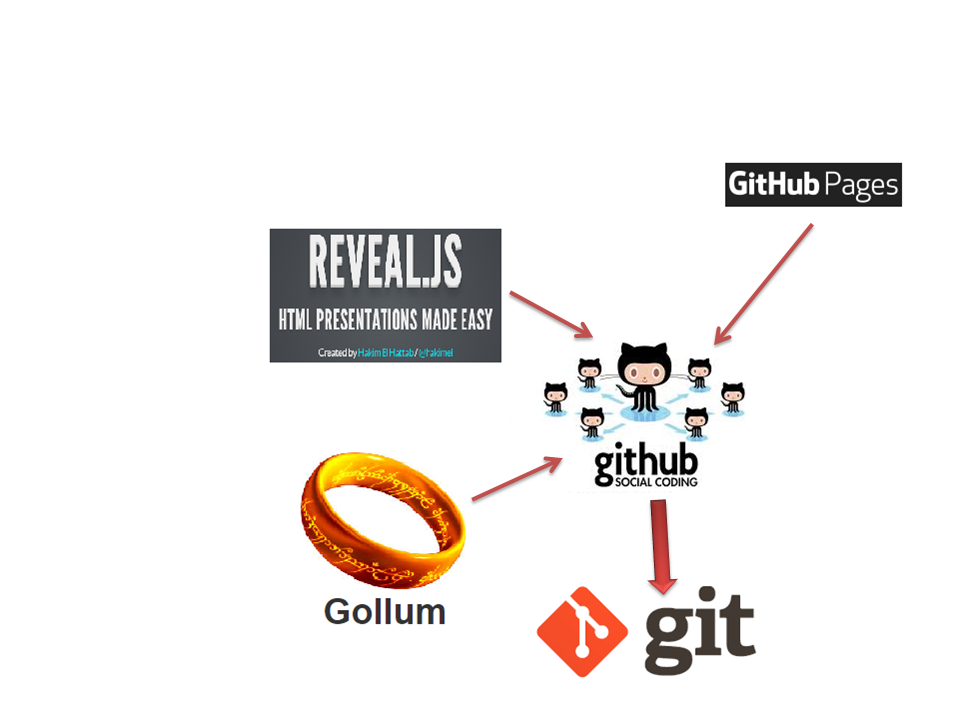 GitHub Pages
REVEAL.JS
HTML PRESENTATIONS MADE EASY
Created by Hakim El Hattab / @hakimel
github
SOCIAL CODING
Gollum
git